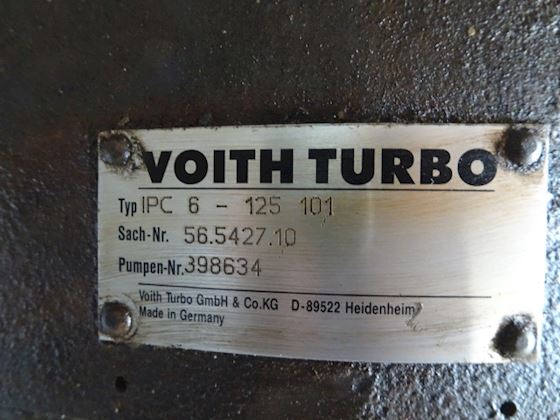 VOITH TURBO
Typ IPC 6 - 125 101
Sach-Nr. 56.5427.10
Pumpen-Nr. 398634
Voith Turbo GmbH & Co.KG D-89522 Heidenheim
Made in Germany